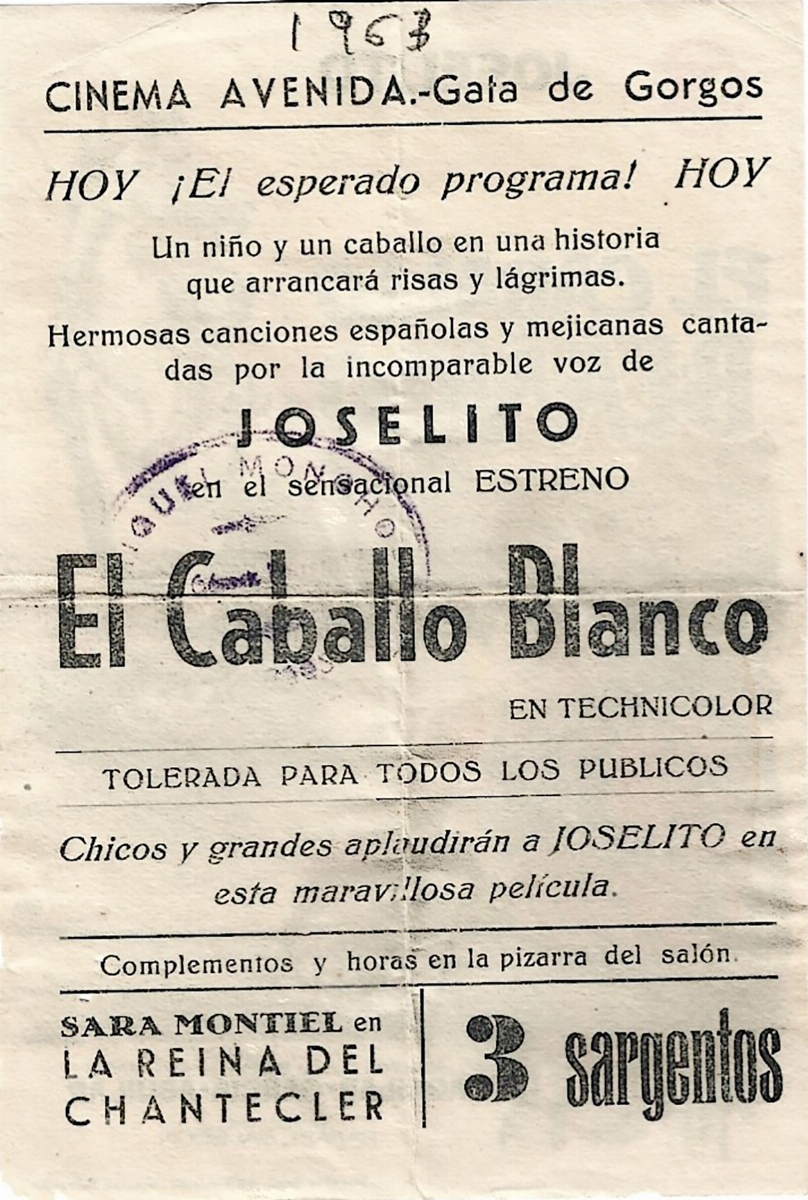 1963
CINEMA AVENIDA.-Gata de Gorgos
HOY ¡El esperado programa! HOY
Un niño y un caballo en una historia
que arrancará risas y lágrimas.
Hermosas canciones españolas y mejicanas canta-
das por la incomparable voz de
JOSELITO
MIGUEL MONCHO
en el sensacional ESTRENO
El Caballo Blanco
EN TECHNICOLOR
TOLERADA PARA TODOS LOS PUBLICOS
Chicos y grandes aplaudirán a JOSELITO en
esta maravillosa película.
Complementos y horas en la pizarra del salón.
SARA MONTIEL en
LA REINA DEL
CHANTECLER
3 sargentos